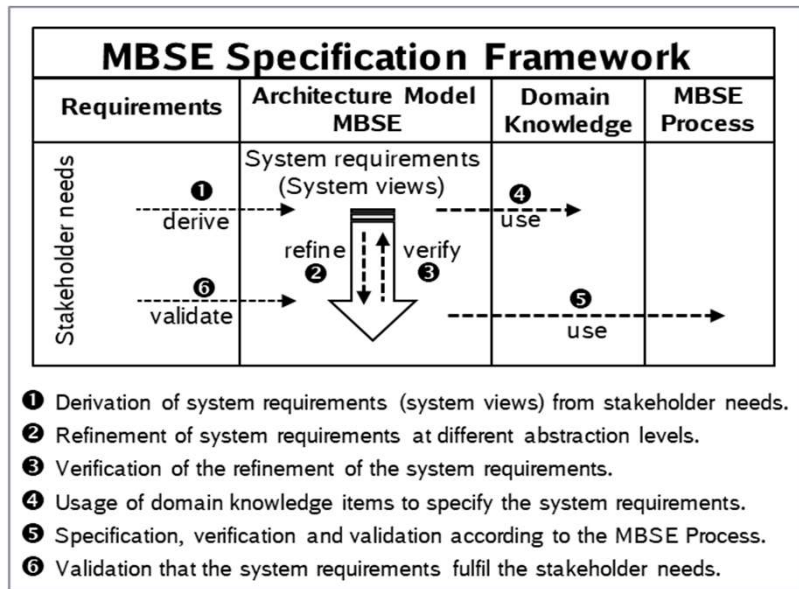 MBSE Specification Framework
Requirements
Architecture Model
MBSE
Domain
Knowledge
MBSE
Process
Stakeholder needs
System requirements
(System views)
❶
derive
❹
use
refine
❷
verify
❸
❻
validate
❺
use
❶ Derivation of system requirements (system views) from stakeholder needs.
❷ Refinement of system requirements at different abstraction levels.
❸ Verification of the refinement of the system requirements.
❹ Usage of domain knowledge items to specify the system requirements.
❺ Specification, verification and validation according to the MBSE Process.
❻ Validation that the system requirements fulfil the stakeholder needs.